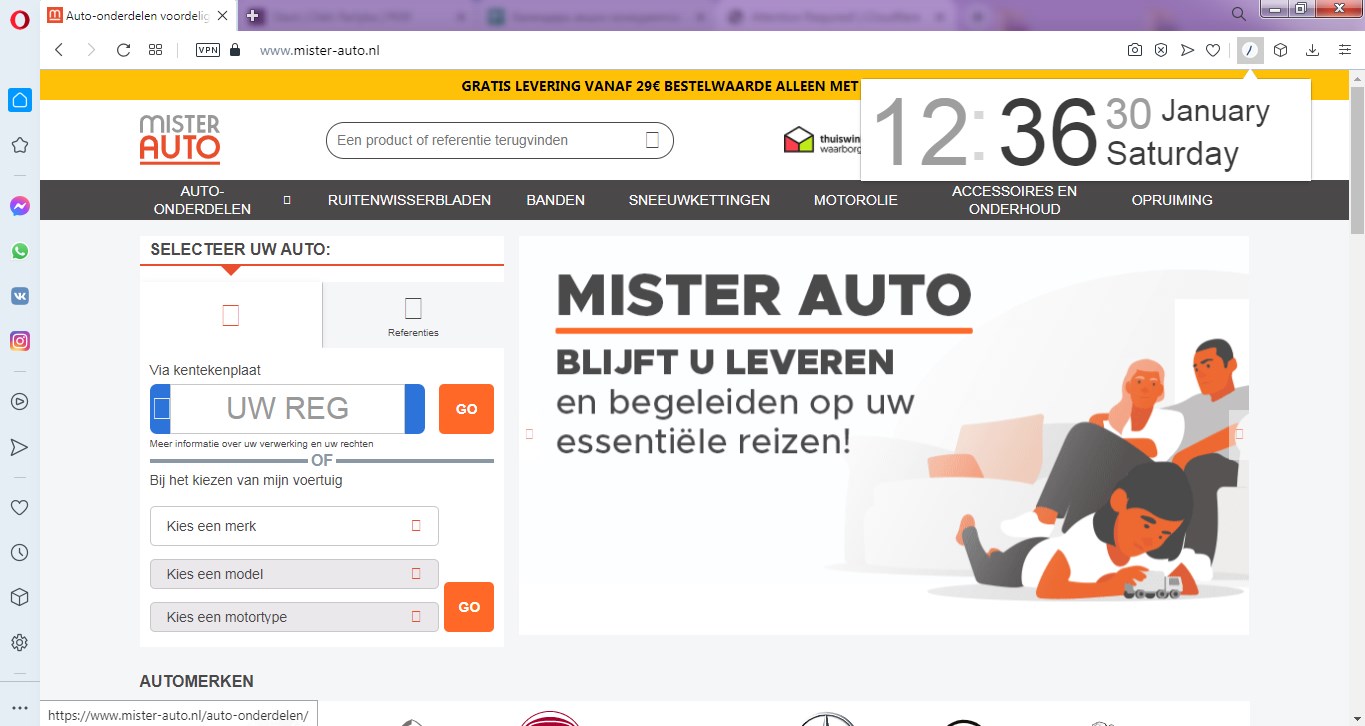 Auto-onderdelen voordelig
VPN
www.mister-auto.nl
GRATIS LEVERING VANAF 29€ BESTELWAARDE ALLEEN MET
12:36 30 January
Saturday
MISTER
AUTO
Een product of referentie terugvinden
thuiswin
waarborg
AUTO-
ONDERDELEN
RUITENWISSERBLADEN
BANDEN
SNEEUWKETTINGEN
MOTOROLIE
ACCESSOIRES EN
ONDERHOUD
OPRUIMING
SELECTEER UW AUTO:
Referenties
Via kentekenplaat
UW REG
GO
Meer informatie over uw verwerking en uw rechten
OF
Bij het kiezen van mijn voertuig
Kies een merk
Kies een model
Kies een motortype
GO
MISTER AUTO
BLIJFT U LEVEREN
en begeleiden op uw
essentiële reizen!
AUTOMERKEN
https://www.mister-auto.nl/auto-onderdelen/